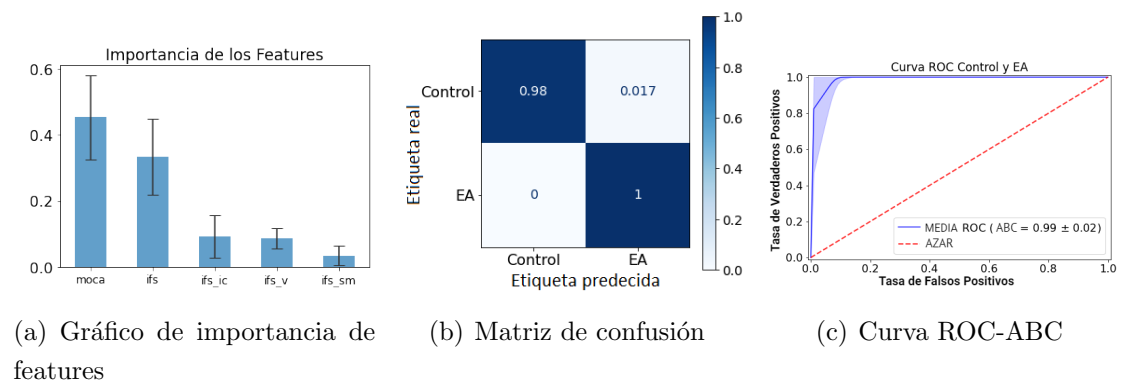 Importancia de los Features
0.6
0.4
0.2
0.0
moca
ifs
ifs_ic
ifs_v
ifs_sm
(a) Gráfico de importancia de
features
Etiqueta real
Control
EA
0.98
0.017
0
1
Control
EA
Etiqueta predecida
1.0
0.8
0.6
0.4
0.2
0.0
(b) Matriz de confusión
Curva ROC Control y EA
Tasa de Verdaderos Positivos
1.0
0.8
0.6
0.4
0.2
0.0
MEDIA ROC ( ABC = 0.99 ± 0.02)
AZAR
0.0
0.2
0.4
0.6
0.8
1.0
Tasa de Falsos Positivos
(c) Curva ROC-ABC